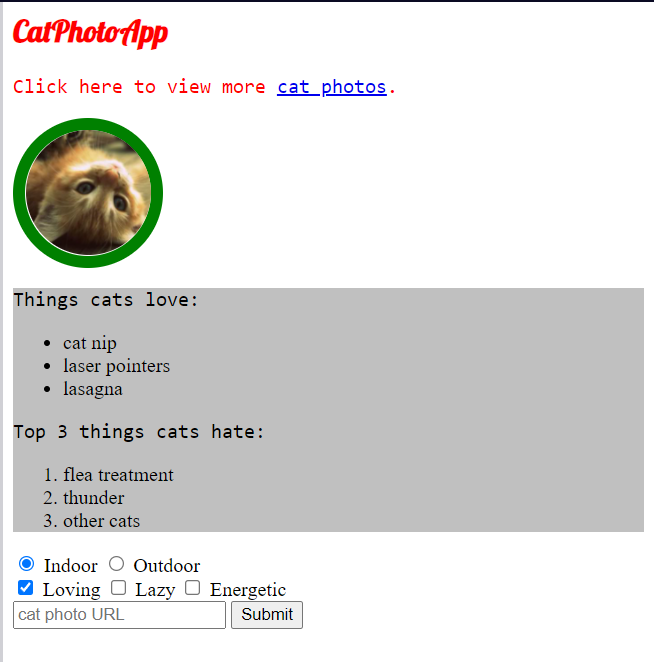 CatPhotoApp
Click here to view more cat photos.
Things cats love:
• cat nip
• laser pointers
• lasagna
Top 3 things cats hate:
1. flea treatment
2. thunder
3. other cats
Indoor Outdoor
Loving Lazy Energetic
cat photo URL Submit